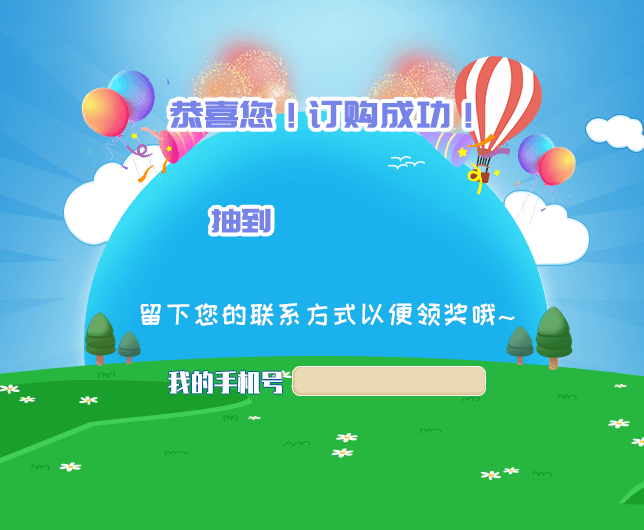 恭喜您！订购成功！
抽到
留下您的联系方式以便领奖哦~
我的手机号